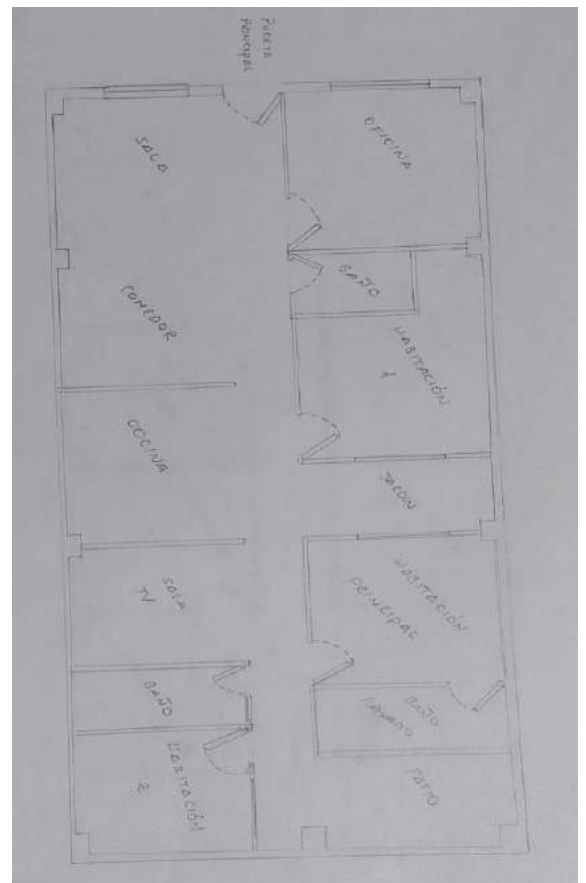 PUERTA
PRINCIPAL
SALA
OFICINA
BAÑO
COMEDOR
HABITACIÓN
1
COCINA
JARDIN
SALA
TV
HABITACIÓN
PRINCIPAL
BAÑO
BAÑO
PRIVADO
HABITACIÓN
2
PATIO